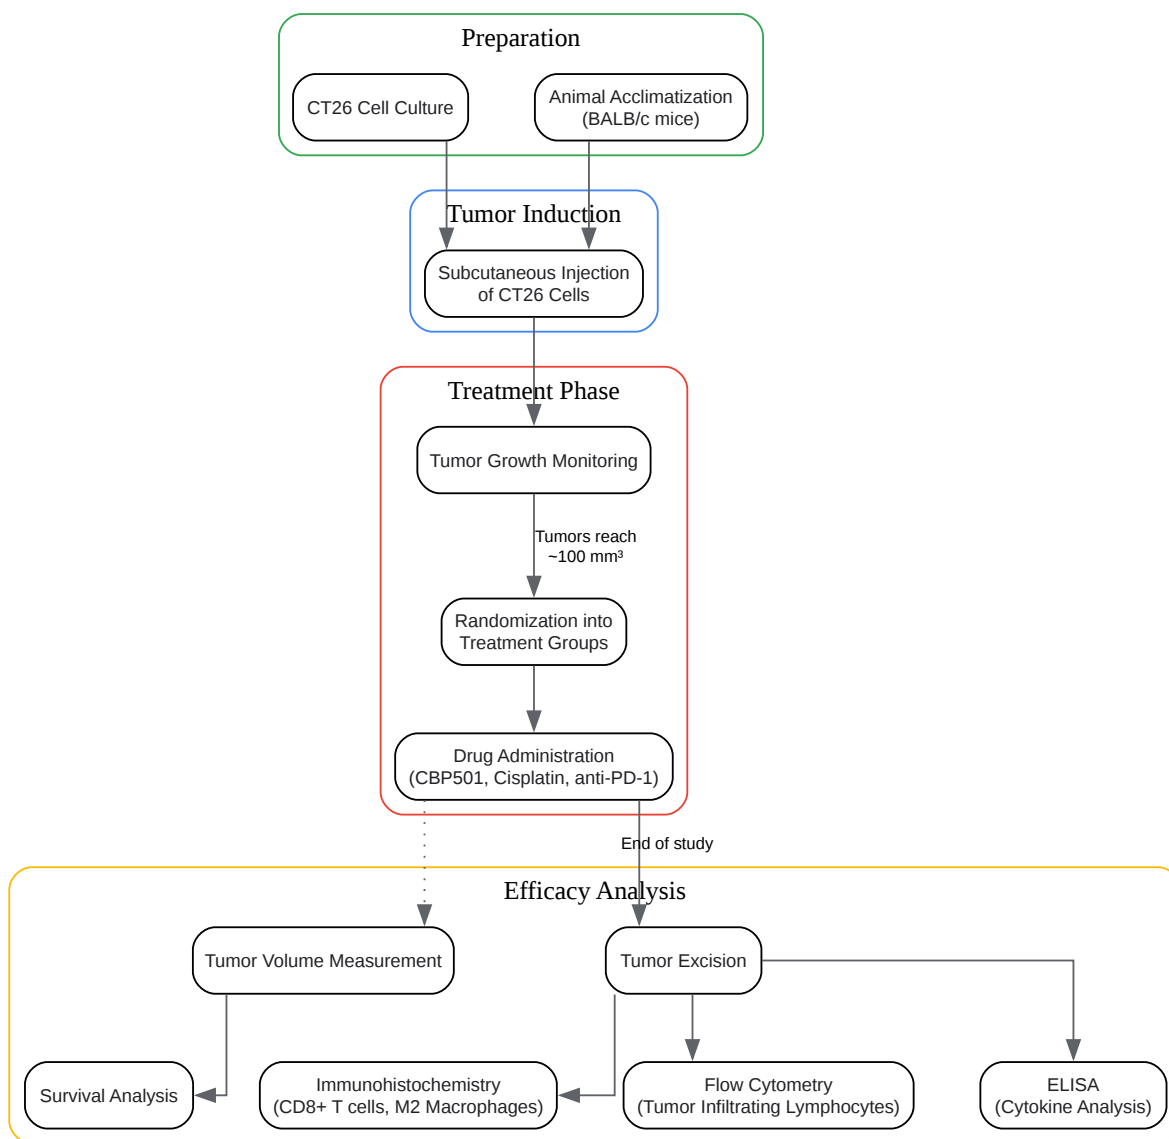 Preparation
CT26 Cell Culture
Animal Acclimatization
(BALB/c mice)
Tumor Induction
Subcutaneous Injection
of CT26 Cells
Treatment Phase
Tumor Growth Monitoring
Tumors reach
~100 mm³
Randomization into
Treatment Groups
Drug Administration
(CBP501, Cisplatin, anti-PD-1)
End of study
Efficacy Analysis
Tumor Volume Measurement
Tumor Excision
Survival Analysis
Immunohistochemistry
(CD8+ T cells, M2 Macrophages)
Flow Cytometry
(Tumor Infiltrating Lymphocytes)
ELISA
(Cytokine Analysis)